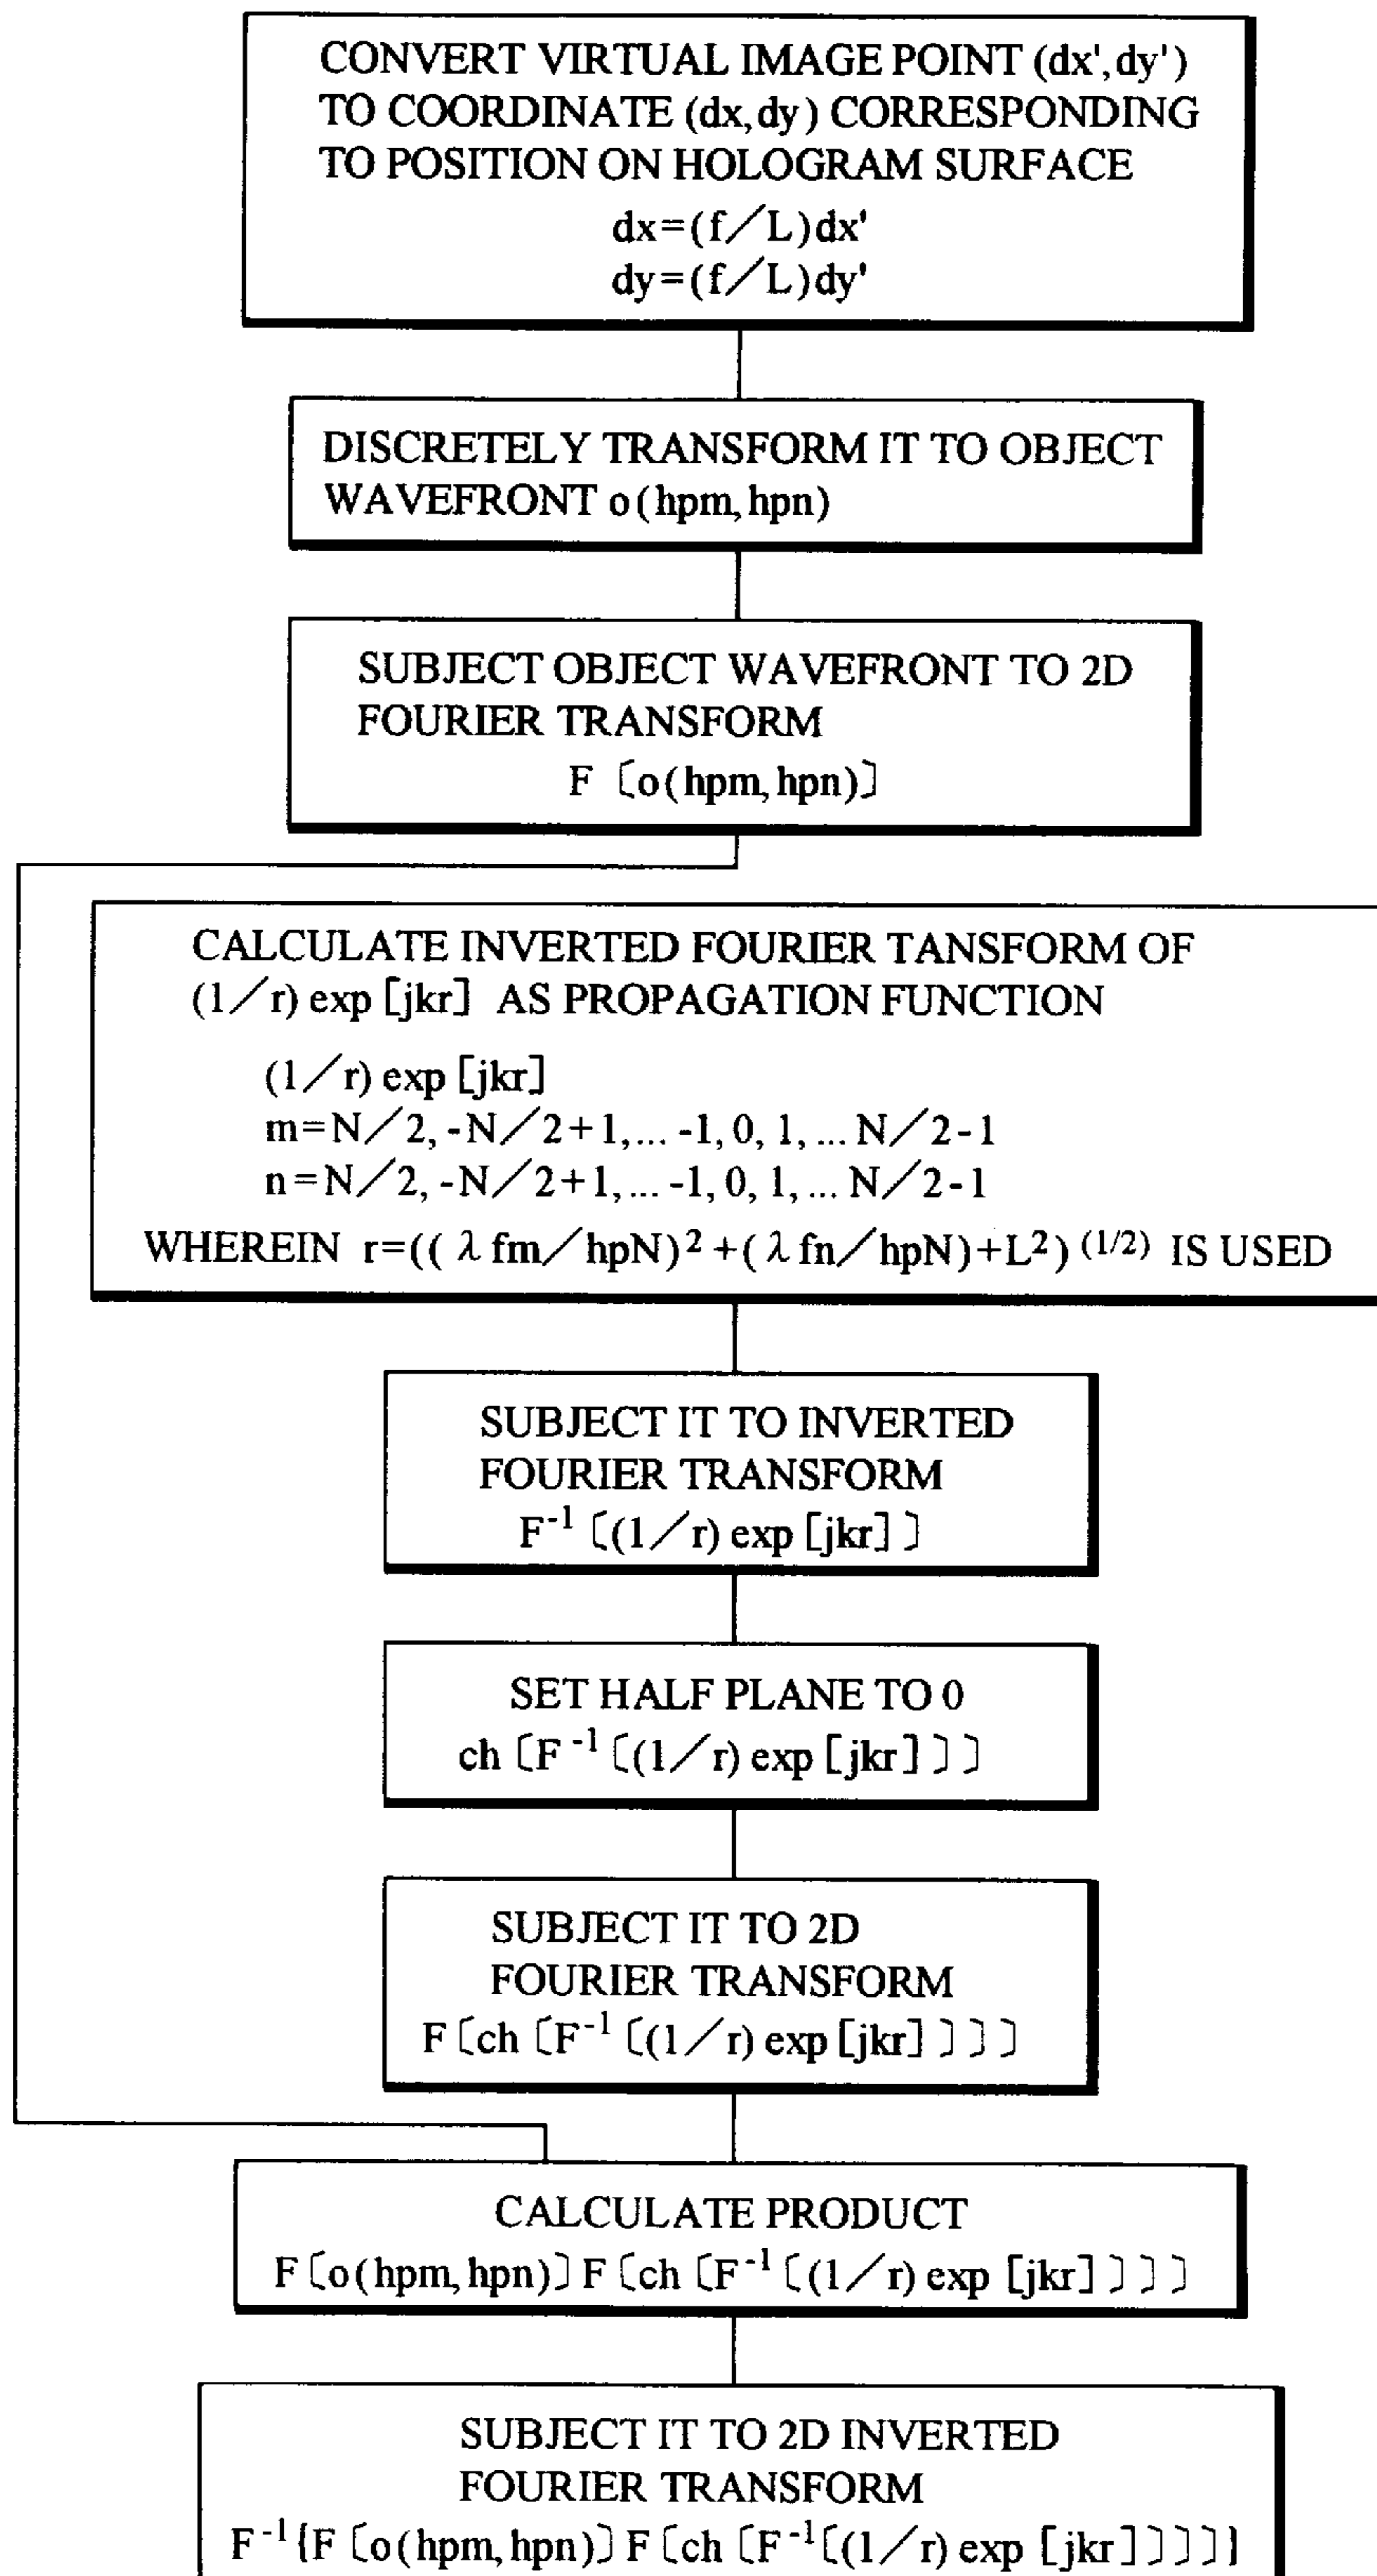 CONVERT VIRTUAL IMAGE POINT (dx',dy')
TO COORDINATE (dx,dy) CORRESPONDING
TO POSITION ON HOLOGRAM SURFACE
dx=(f/L)dx'
dy=(f/L)dy'
DISCRETELY TRANSFORM IT TO OBJECT
WAVEFRONT o(hpm,hpn)
SUBJECT OBJECT WAVEFRONT TO 2D
FOURIER TRANSFORM
F〔o(hpm,hpn)〕
CALCULATE INVERTED FOURIER TANSFORM OF
(1/r) exp [jkr] AS PROPAGATION FUNCTION
(1/r) exp [jkr]
m=N/2, -N/2+1,... -1, 0, 1,... N/2-1
n=N/2, -N/2+1,... -1, 0, 1,... N/2-1
WHEREIN r=((λfm/hpN)² +(λfn/hpN)+L²)⁽¹/²⁾ IS USED
SUBJECT IT TO INVERTED
FOURIER TRANSFORM
F⁻¹〔(1/r) exp [jkr]〕
SET HALF PLANE TO 0
ch〔F⁻¹〔(1/r) exp [jkr]〕〕
SUBJECT IT TO 2D
FOURIER TRANSFORM
F〔ch〔F⁻¹〔(1/r) exp [jkr]〕〕〕
CALCULATE PRODUCT
F〔o(hpm,hpn)〕F〔ch〔F⁻¹〔(1/r) exp [jkr]〕〕〕
SUBJECT IT TO 2D INVERTED
FOURIER TRANSFORM
F⁻¹{F〔o(hpm,hpn)〕F〔ch〔F⁻¹〔(1/r) exp [jkr]〕〕〕}